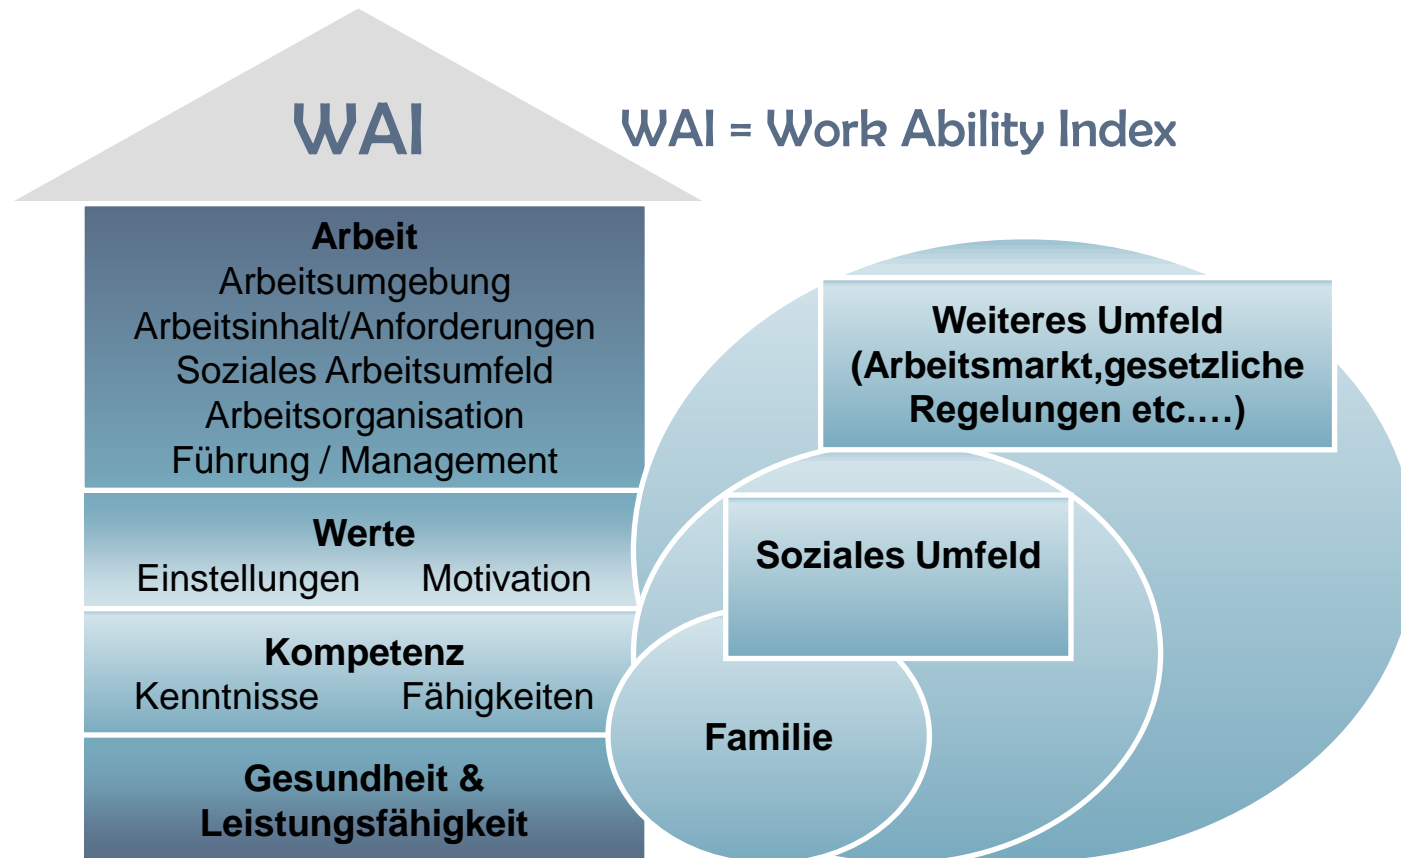 WAI
WAI = Work Ability Index
Arbeit
Arbeitsumgebung
Arbeitsinhalt/Anforderungen
Soziales Arbeitsumfeld
Arbeitsorganisation
Führung / Management
Werte
Einstellungen Motivation
Kompetenz
Kenntnisse Fähigkeiten
Gesundheit &
Leistungsfähigkeit
Weiteres Umfeld
(Arbeitsmarkt,gesetzliche
Regelungen etc.…)
Soziales Umfeld
Familie